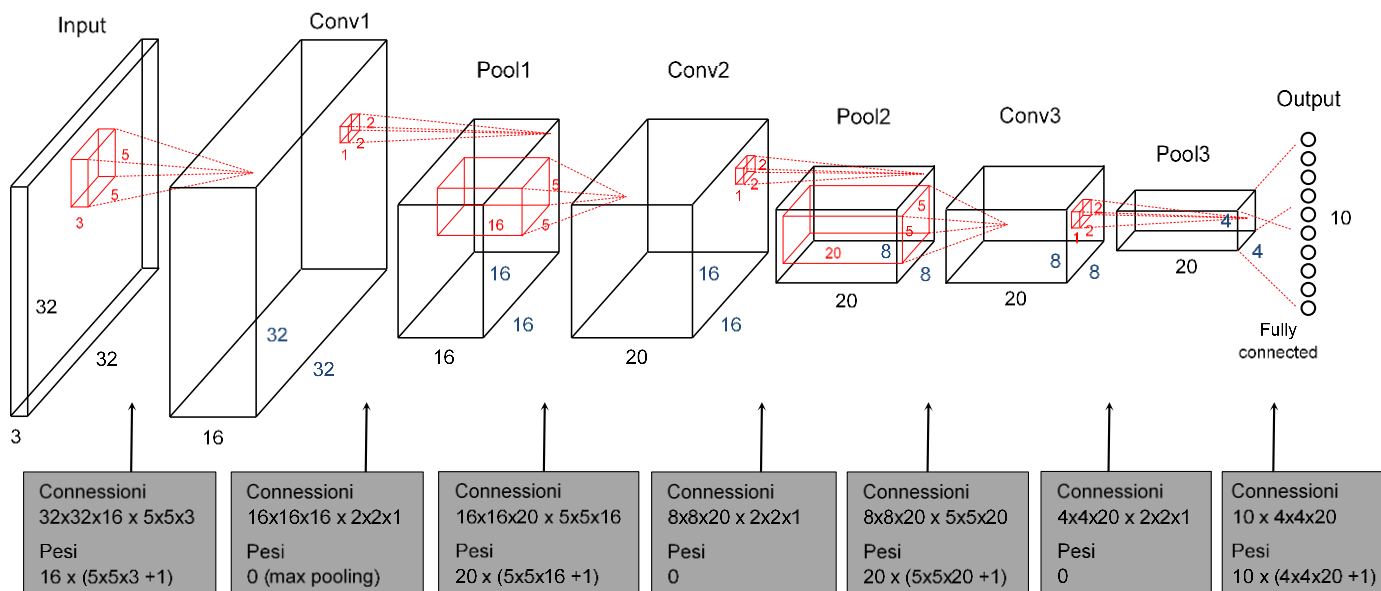 Input
Conv1
Pool1
Conv2
Pool2
Conv3
Pool3
Output
5
5
3
32
32
3
2
2
1
32
32
16
5
5
16
16
16
16
2
2
1
16
16
20
5
5
20
8
8
20
2
2
1
8
8
20
4
4
20
10
Fully
connected
Connessioni
32x32x16 x 5x5x3
Pesi
16 x (5x5x3 +1)
Connessioni
16x16x16 x 2x2x1
Pesi
0 (max pooling)
Connessioni
16x16x20 x 5x5x16
Pesi
20 x (5x5x16 +1)
Connessioni
8x8x20 x 2x2x1
Pesi
0
Connessioni
8x8x20 x 5x5x20
Pesi
20 x (5x5x20 +1)
Connessioni
4x4x20 x 2x2x1
Pesi
0
Connessioni
10 x 4x4x20
Pesi
10 x (4x4x20 +1)